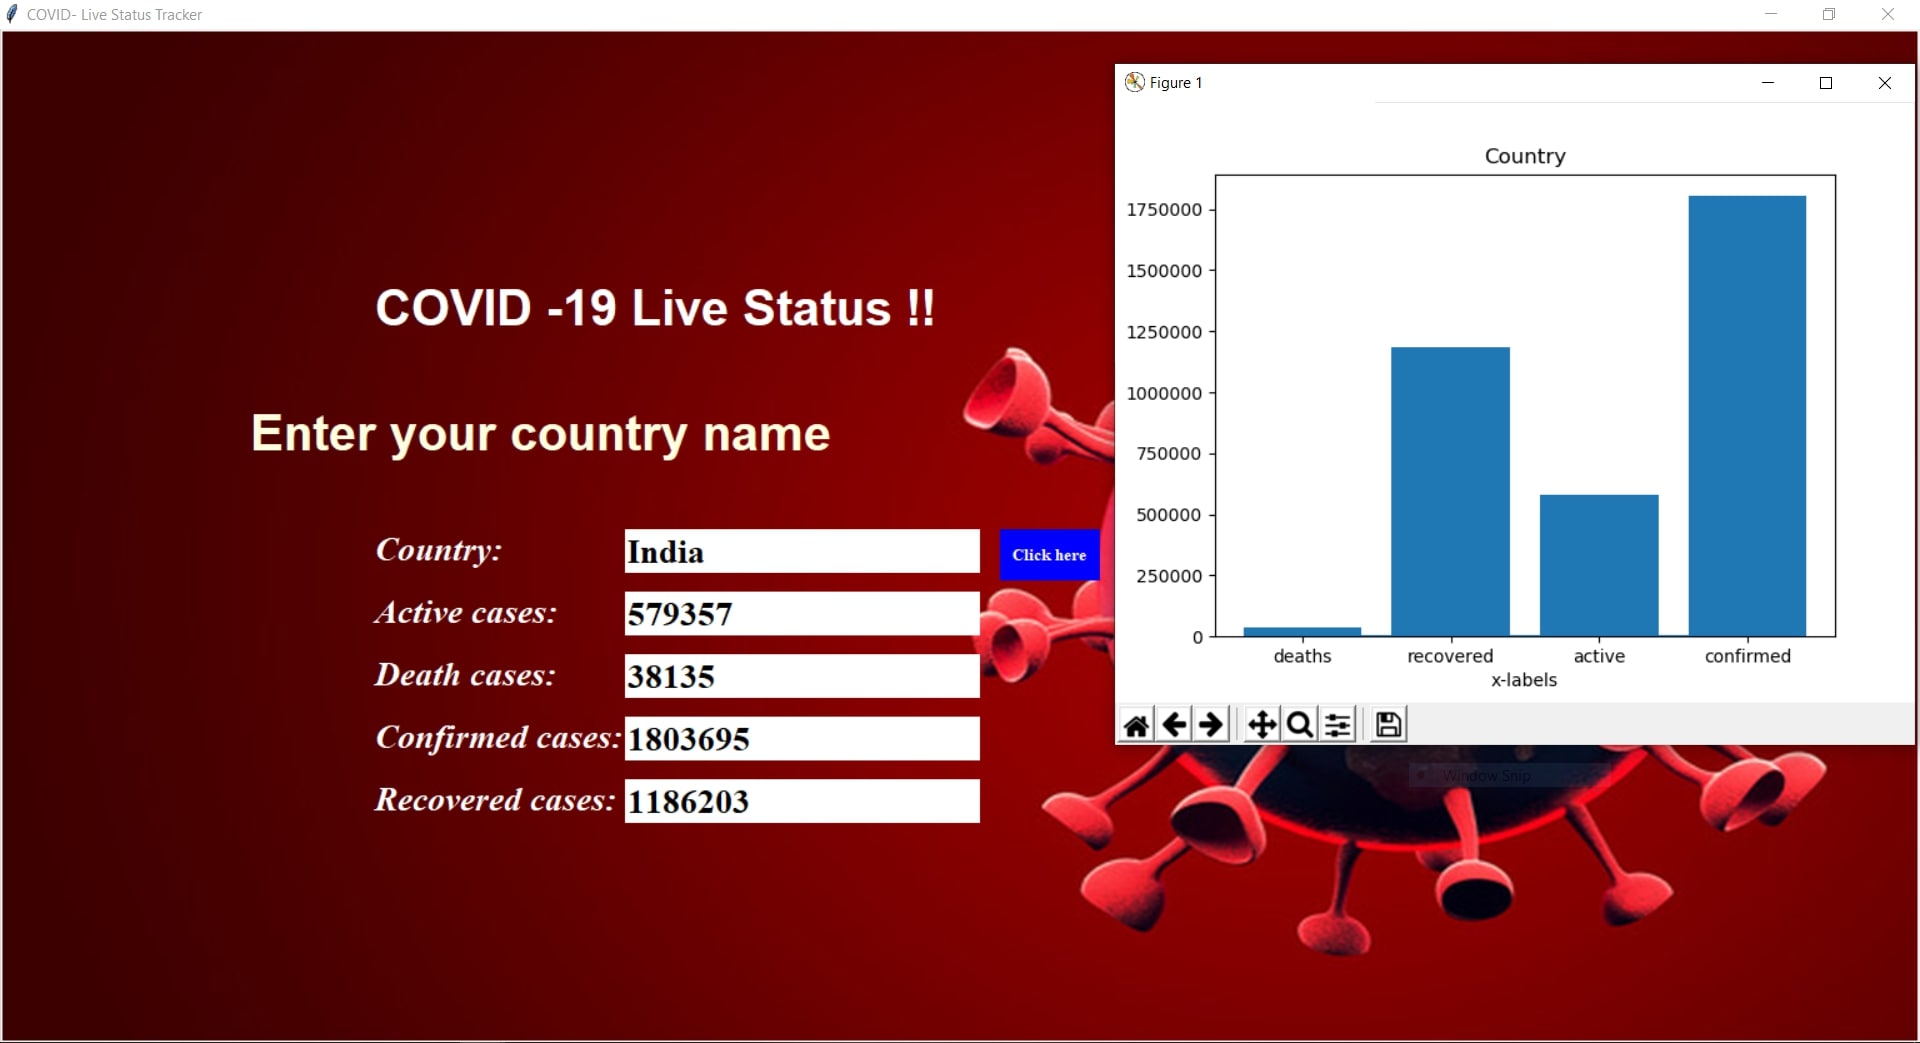 COVID- Live Status Tracker
COVID -19 Live Status !!
Enter your country name
Country: India Click here
Active cases: 579357
Death cases: 38135
Confirmed cases: 1803695
Recovered cases: 1186203
Figure 1
Country
1750000
1500000
1250000
1000000
750000
500000
250000
0
deaths recovered active confirmed
x-labels
Window Snip